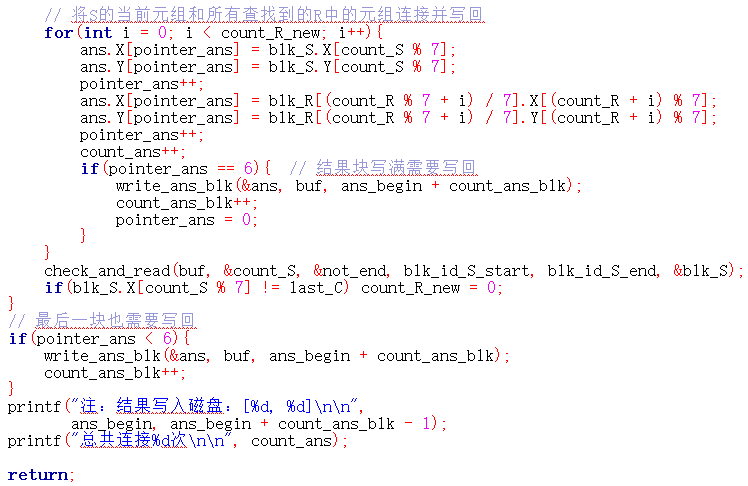 // 将S的当前元组和所有查找到的R中的元组连接并写回
for(int i = 0; i < count_R_new; i++){
ans.X[pointer_ans] = blk_S.X[count_S % 7];
ans.Y[pointer_ans] = blk_S.Y[count_S % 7];
pointer_ans++;
ans.X[pointer_ans] = blk_R[(count_R % 7 + i) / 7].X[(count_R + i) % 7];
ans.Y[pointer_ans] = blk_R[(count_R % 7 + i) / 7].Y[(count_R + i) % 7];
pointer_ans++;
count_ans++;
if(pointer_ans == 6){  // 结果块写满需要写回
write_ans_blk(&ans, buf, ans_begin + count_ans_blk);
count_ans_blk++;
pointer_ans = 0;
}
}
check_and_read(buf, &count_S, &not_end, blk_id_S_start, blk_id_S_end, &blk_S);
if(blk_S.X[count_S % 7] != last_C) count_R_new = 0;
}
// 最后一块也需要写回
if(pointer_ans < 6){
write_ans_blk(&ans, buf, ans_begin + count_ans_blk);
count_ans_blk++;
}
printf("注：结果写入磁盘：[%d, %d]\n\n",
ans_begin, ans_begin + count_ans_blk - 1);
printf("总共连接%d次\n\n", count_ans);
return;